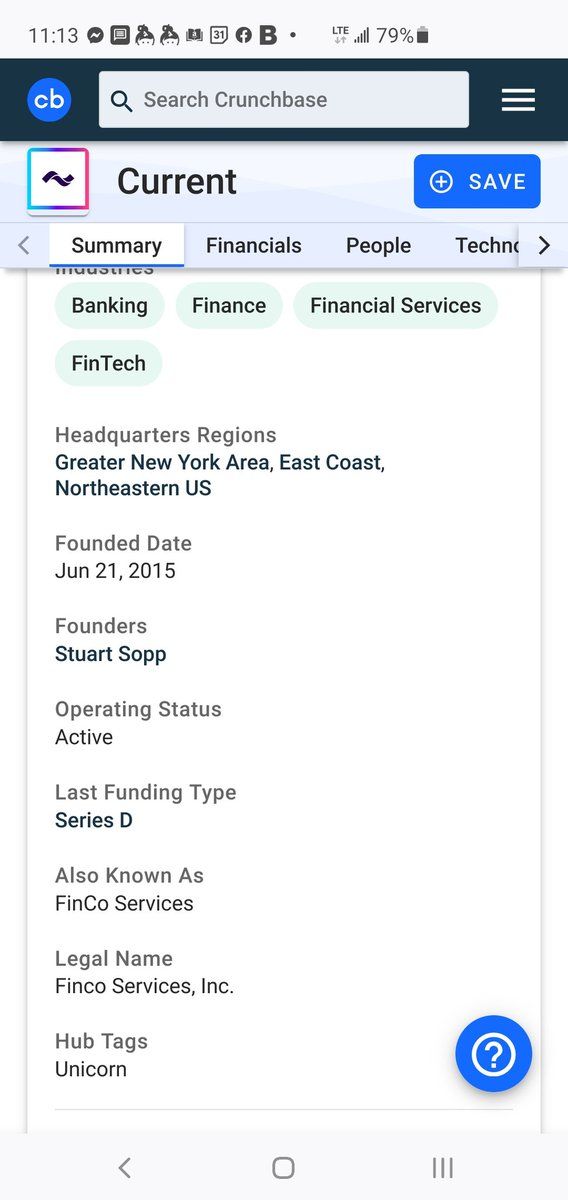 11:13
31
B
LTE
79%
cb
Search Crunchbase
Current
SAVE
Summary
Financials
People
Techno
Industries
Banking
Finance
Financial Services
FinTech
Headquarters Regions
Greater New York Area, East Coast,
Northeastern US
Founded Date
Jun 21, 2015
Founders
Stuart Sopp
Operating Status
Active
Last Funding Type
Series D
Also Known As
FinCo Services
Legal Name
Finco Services, Inc.
Hub Tags
Unicorn
?